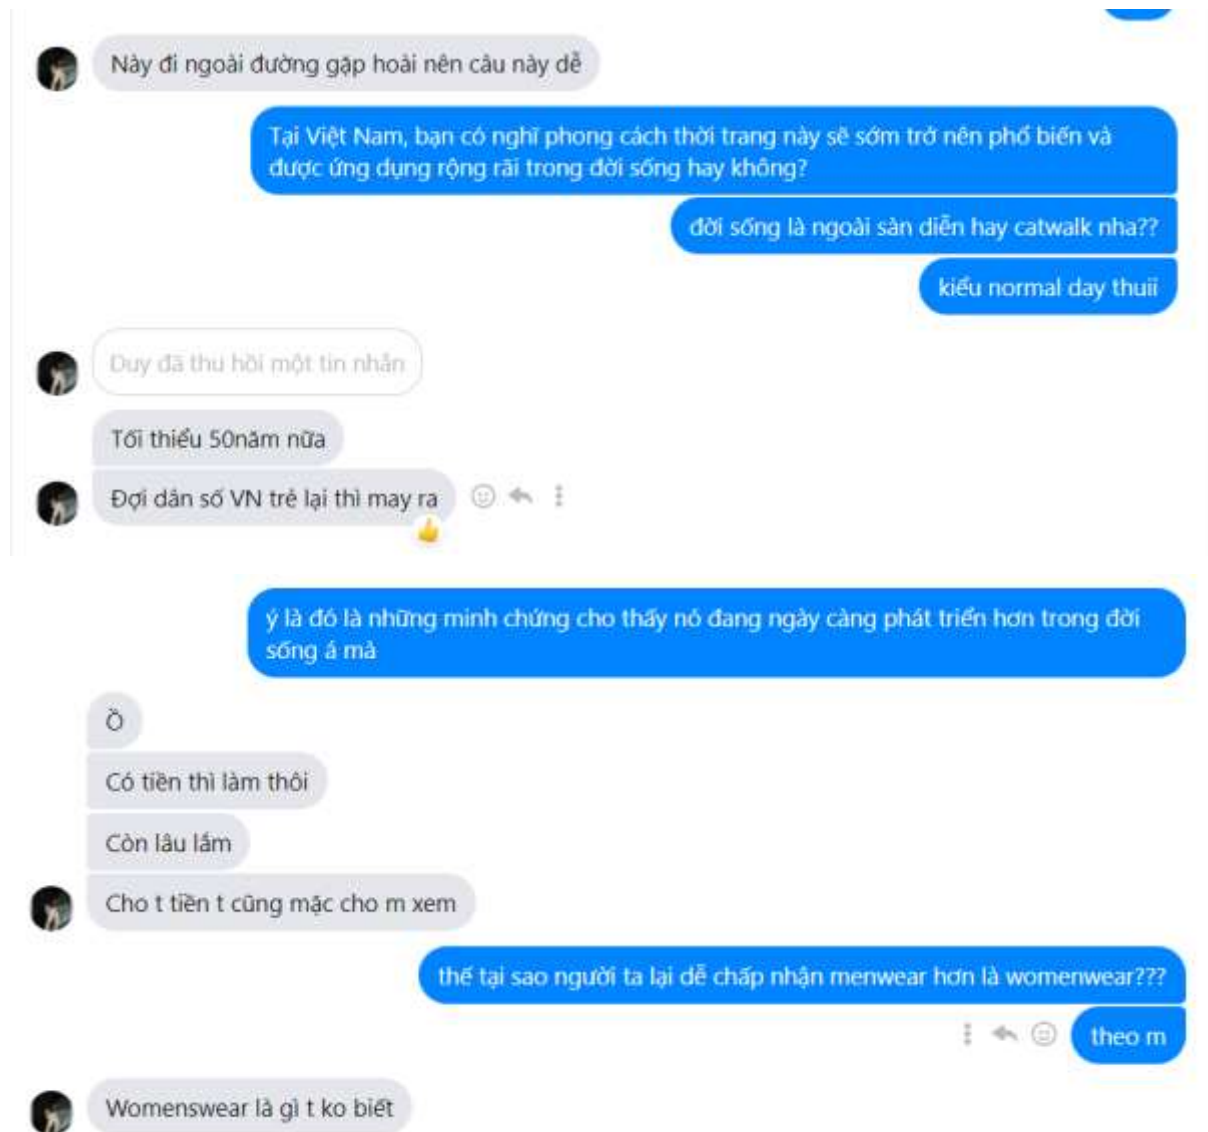 Này đi ngoài đường gặp hoài nên câu này dễ
Tại Việt Nam, bạn có nghĩ phong cách thời trang này sẽ sớm trở nên phổ biến và
được ứng dụng rộng rãi trong đời sống hay không?
đời sống là ngoài sàn diễn hay catwalk nha??
kiểu normal day thuii
Duy đã thu hồi một tin nhắn
Tối thiểu 50năm nữa
Đợi dân số VN trẻ lại thì may ra
ý là đó là những minh chứng cho thấy nó đang ngày càng phát triển hơn trong đời
sống á mà
Ồ
Có tiền thì làm thôi
Còn lâu lắm
Cho t tiền t cũng mặc cho m xem
thế tại sao người ta lại dễ chấp nhận menwear hơn là womenwear???
theo m
Womenswear là gì t ko biết